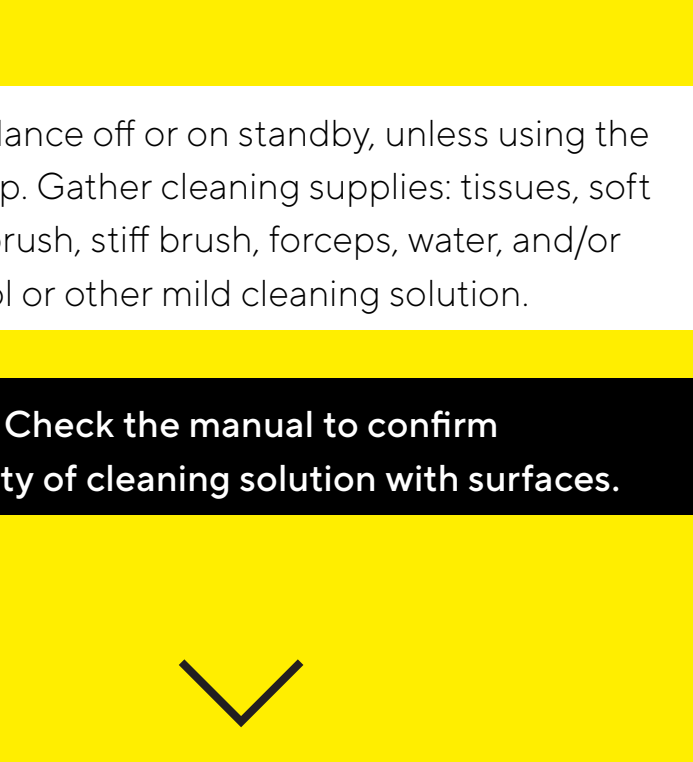 lance off or on standby, unless using the
p. Gather cleaning supplies: tissues, soft
brush, stiff brush, forceps, water, and/or
l or other mild cleaning solution.
Check the manual to confirm
ty of cleaning solution with surfaces.